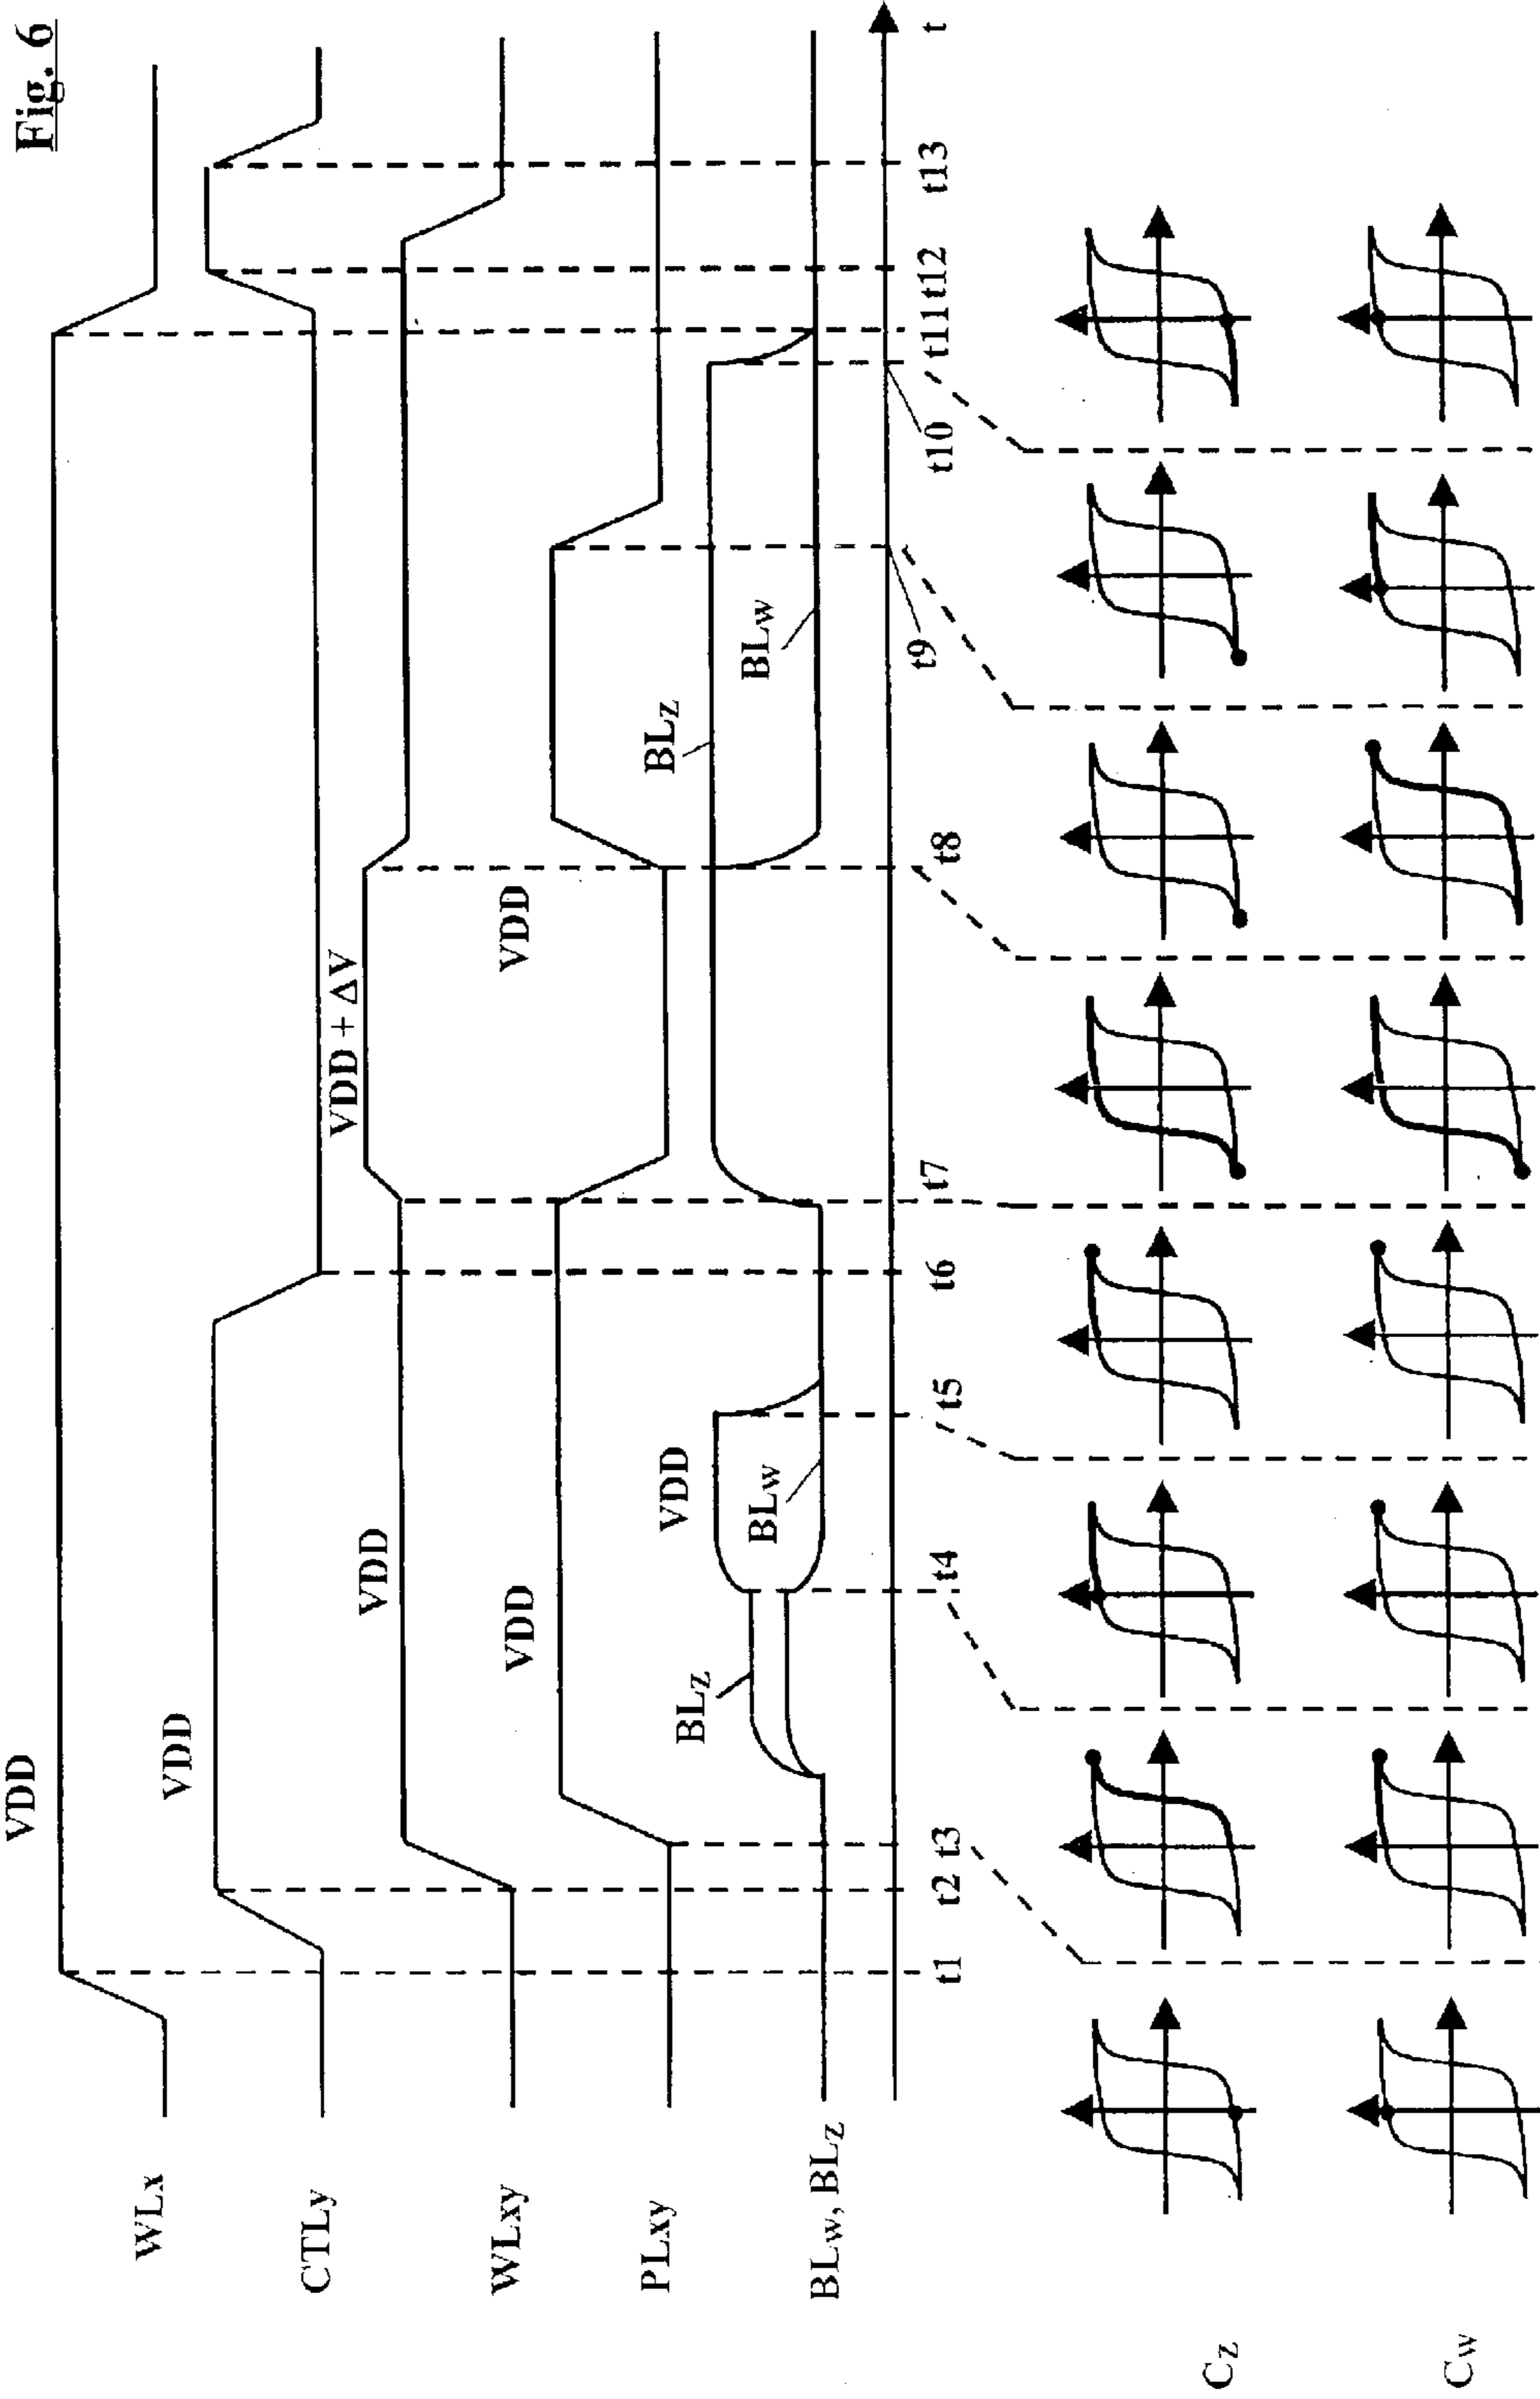 Fig. 6
WLx
VDD
CTLy
VDD
WLxy
VDD
VDD + ΔV
PLxy
VDD
VDD
BLw, BLz
BLz
VDD
BLw
BLz
BLw
t1
t2
t3
t4
t5
t6
t7
t8
t9
t10
t11
t12
t13
t
Cz
Cw